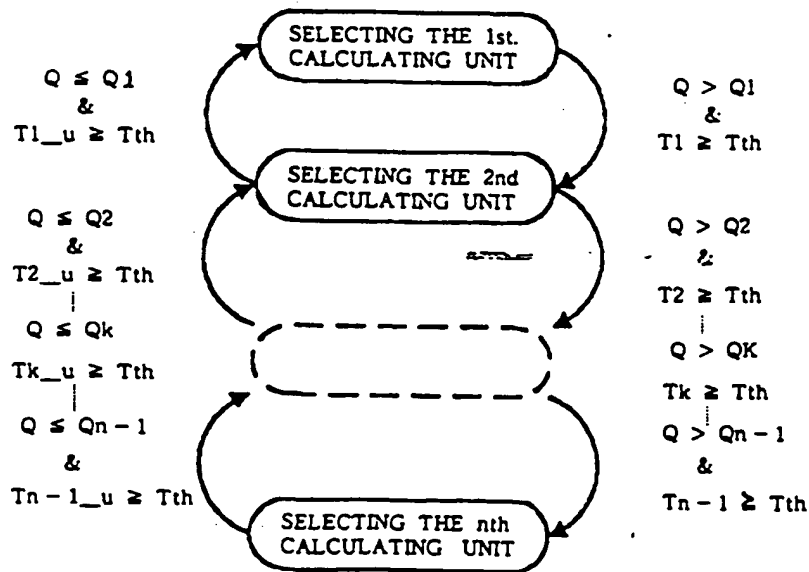 SELECTING THE 1st.
CALCULATING UNIT
Q ≦ Q1
&
T1_u ≧ Tth
Q > Q1
&
T1 ≧ Tth
SELECTING THE 2nd
CALCULATING UNIT
Q ≦ Q2
&
T2_u ≧ Tth
Q ≦ Qk
Tk_u ≧ Tth
Q ≦ Qn-1
&
Tn-1_u ≧ Tth
Q > Q2
&
T2 ≧ Tth
Q > QK
Tk ≧ Tth
Q > Qn-1
&
Tn-1 ≧ Tth
SELECTING THE nth
CALCULATING UNIT